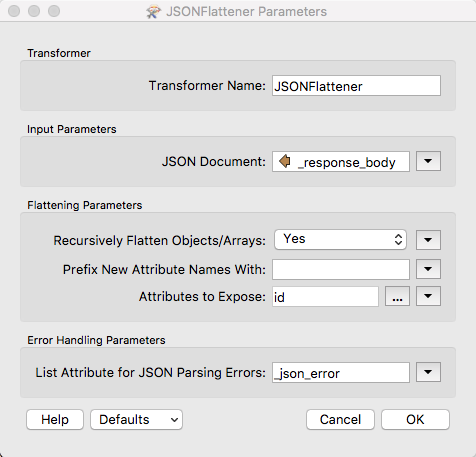 JSONFlattener Parameters
Transformer
Transformer Name: JSONFlattener
Input Parameters
JSON Document: _response_body
Flattening Parameters
Recursively Flatten Objects/Arrays: Yes
Prefix New Attribute Names With:
Attributes to Expose: id ...
Error Handling Parameters
List Attribute for JSON Parsing Errors: _json_error
Help Defaults Cancel OK